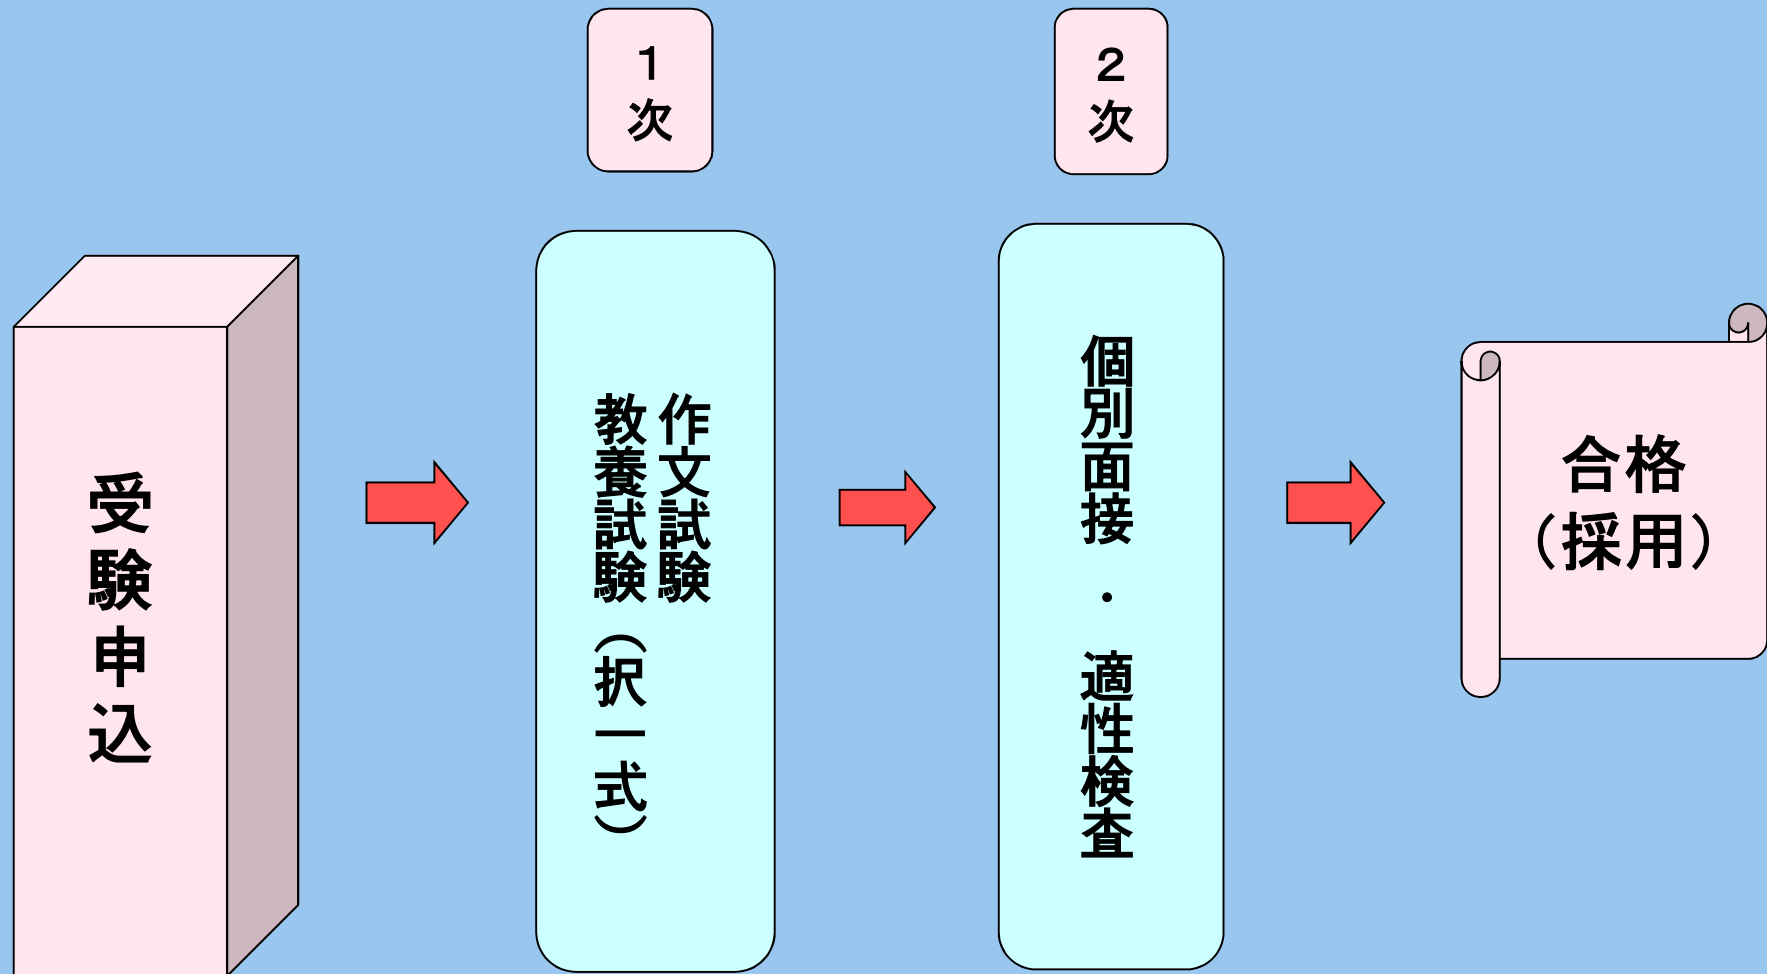 受験申込
1次
作文試験
教養試験（択一式）
2次
個別面接・適性検査
合格
（採用）